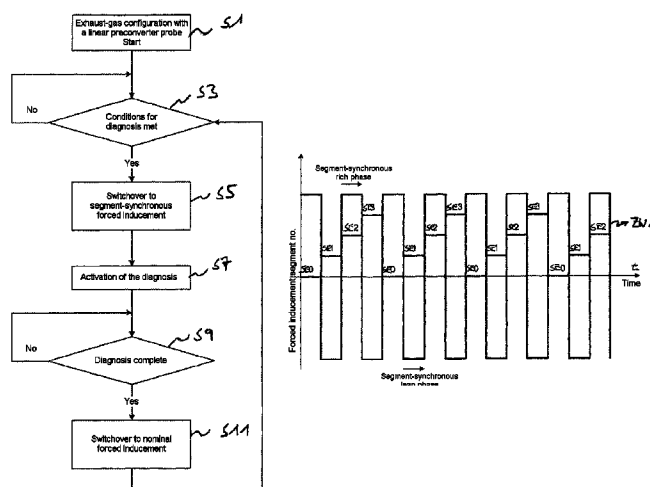 Exhaust-gas configuration with
a linear preconverter probe
Start
S1
No
S3
Conditions for
diagnosis met
Yes
Switchover to
segment-synchronous
forced inducement
S5
Activation of the diagnosis
S7
No
S9
Diagnosis complete
Yes
Switchover to nominal
forced inducement
S11
Forced inducement;segment no.
Segment-synchronous
rich phase
SE0
SE1
SE2
SE3
SE0
SE1
SE2
SE3
SE0
SE1
SE2
SE3
SE0
SE1
SE2
t
Time
Segment-synchronous
lean phase